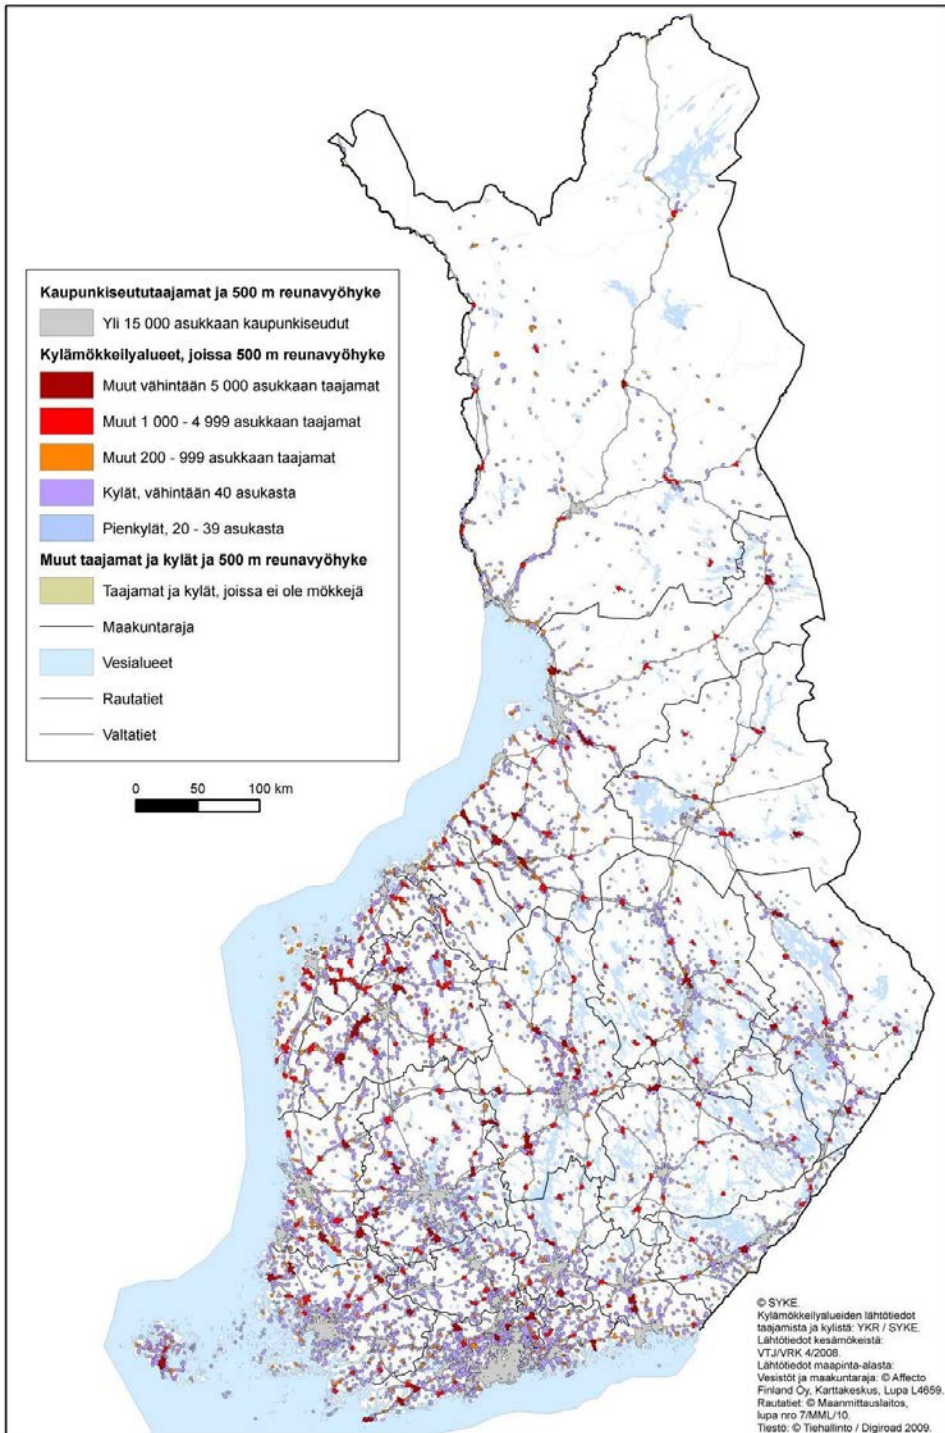 Kaupunkiseututaajamat ja 500 m reunavyöhyke
Yli 15 000 asukkaan kaupunkiseudut
Kylämökkeilyalueet, joissa 500 m reunavyöhyke
Muut vähintään 5 000 asukkaan taajamat
Muut 1 000 - 4 999 asukkaan taajamat
Muut 200 - 999 asukkaan taajamat
Kylät, vähintään 40 asukasta
Pienkylät, 20 - 39 asukasta
Muut taajamat ja kylät ja 500 m reunavyöhyke
Taajamat ja kylät, joissa ei ole mökkejä
Maakuntaraja
Vesialueet
Rautatiet
Valtatiet
0 50 100 km
© SYKE.
Kylämökkeilyalueiden lähtötiedot
taajamista ja kylistä: YKR / SYKE.
Lähtötiedot kesämökeistä:
VTJ/VRK 4/2008.
Lähtötiedot maapinta-alasta:
Vesistöt ja maakuntaraja: © Affecto
Finland Oy, Karttakeskus, Lupa L4659.
Rautatiet: © Maanmittauslaitos,
lupa nro 7/MML/10.
Tiestö: © Tiehallinto / Digiroad 2009.